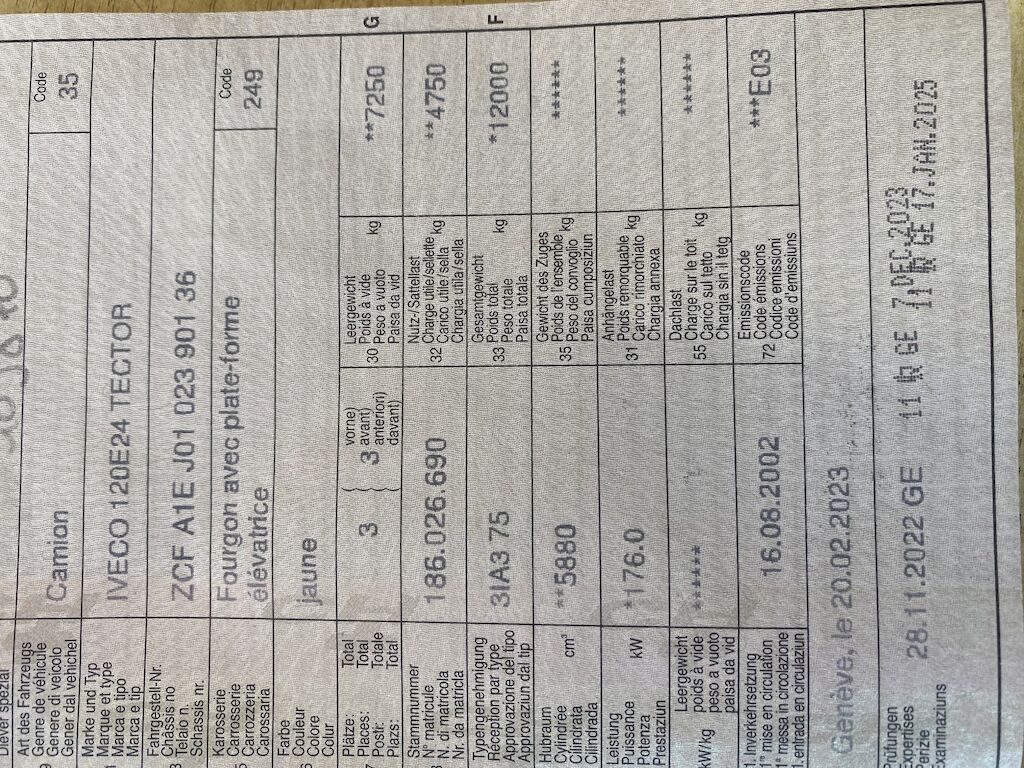 Art des Fahrzeugs
Genre de véhicule
Genere di veicolo
Gener dal vehichel
Camion
Code
35
Marke und Typ
Marque et type
Marca e tipo
Marca e tip
IVECO 120E24 TECTOR
Fahrgestell-Nr.
Châssis no
Telaio n.
Schassis nr.
ZCF A1E J01 023 901 36
Karosserie
Carrosserie
Carrozzeria
Carossaria
Fourgon avec plate-forme
élévatrice
Code
249
Farbe
Couleur
Colore
Colur
jaune
Plätze: Total
Places: Total
Posti: Totale
Plazs: Total
3
3
vorne)
avant)
anteriori)
davant)
30
Leergewicht
Poids à vide
Peso a vuoto
Paisa da vid
kg
**7250
G
Stammnummer
N° matricule
N. di matricola
Nr. da matricla
186.026.690
32
Nutz-/Sattellast
Charge utile/sellette
Carico utile/sella
Chargia utila/sella
kg
**4750
Typengenehmigung
Réception par type
Approvazione del tipo
Approvaziun dal tip
3IA3 75
33
Gesamtgewicht
Poids total
Peso totale
Paisa totala
kg
*12000
F
Hubraum
Cylindrée
Cilindrata
Cilindrada
cm³
**5880
35
Gewicht des Zuges
Poids de l'ensemble
Peso del convoglio
Paisa cumposiziun
kg
******
Leistung
Puissance
Potenza
Prestaziun
kW
*176.0
31
Anhängelast
Poids remorquable
Carico rimorchiato
Chargia annexa
kg
******
kW/kg
Leergewicht
poids à vide
peso a vuoto
paisa da vid
******
55
Dachlast
Charge sur le toit
Carico sul tetto
Chargia sin il tetg
kg
******
1. Inverkehrsetzung
1re mise en circulation
1a messa in circolazione
1. entrada en circulaziun
16.08.2002
72
Emissionscode
Code émissions
Codice emissioni
Code d'emissiuns
***E03
Genève, le 20.02.2023
Prüfungen
Expertises
Perizie
Examinaziuns
28.11.2022 GE
GE 7.DEC.2023
GE 17.JAN.2025